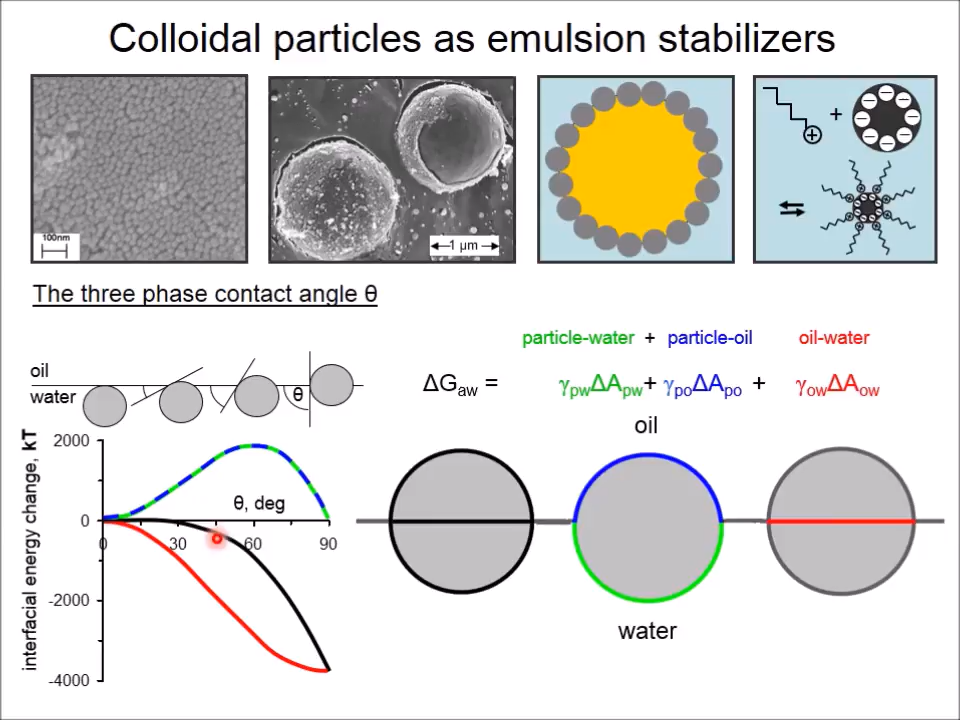 Colloidal particles as emulsion stabilizers
100nm
1 µm
+
The three phase contact angle θ
particle-water + particle-oil oil-water
oil
water
θ
ΔGaw = γpwΔApw + γpoΔApo + γowΔAow
oil
interfacial energy change, kT
2000
0
-2000
-4000
θ, deg
0 30 60 90
water